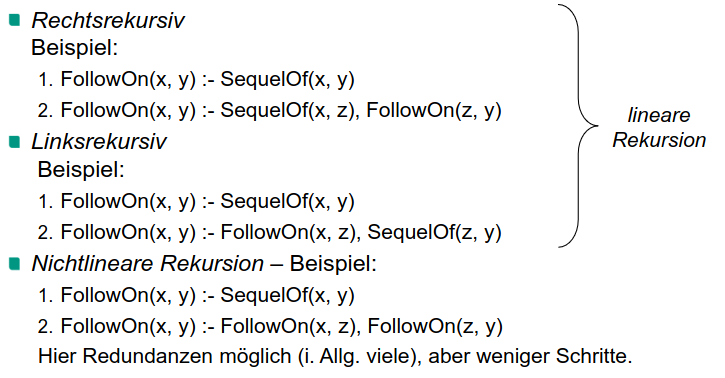 Rechtsrekursiv
Beispiel:
1. FollowOn(x, y) :- SequelOf(x, y)
2. FollowOn(x, y) :- SequelOf(x, z), FollowOn(z, y)
lineare
Rekursion
Linksrekursiv
Beispiel:
1. FollowOn(x, y) :- SequelOf(x, y)
2. FollowOn(x, y) :- FollowOn(x, z), SequelOf(z, y)
Nichtlineare Rekursion – Beispiel:
1. FollowOn(x, y) :- SequelOf(x, y)
2. FollowOn(x, y) :- FollowOn(x, z), FollowOn(z, y)
Hier Redundanzen möglich (i. Allg. viele), aber weniger Schritte.